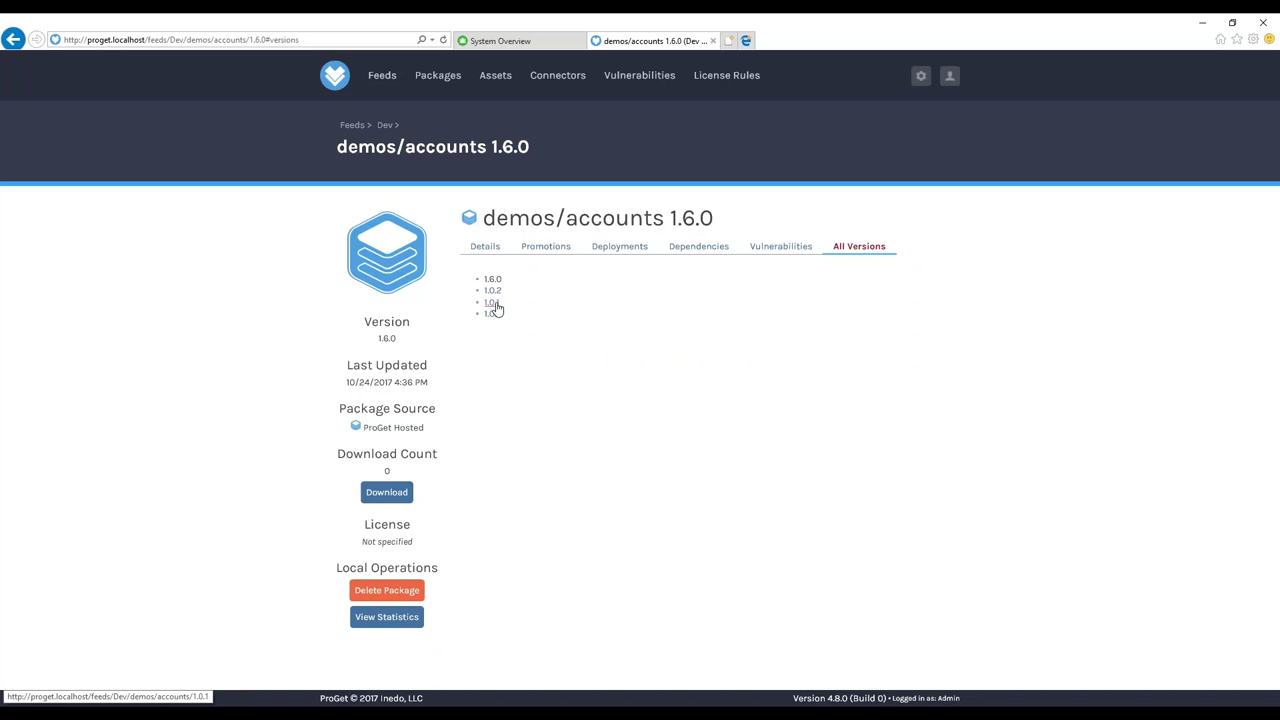 http://proget.localhost/feeds/Dev/demos/accounts/1.6.0#versions
System Overview
demos/accounts 1.6.0 (Dev ...
Feeds
Packages
Assets
Connectors
Vulnerabilities
License Rules
Feeds > Dev >
demos/accounts 1.6.0
demos/accounts 1.6.0
Details
Promotions
Deployments
Dependencies
Vulnerabilities
All Versions
1.6.0
1.0.2
Version
1.6.0
Last Updated
10/24/2017 4:36 PM
Package Source
ProGet Hosted
Download Count
0
Download
License
Not specified
Local Operations
Delete Package
View Statistics
http://proget.localhost/feeds/Dev/demos/accounts/1.0.1
ProGet © 2017 Inedo, LLC
Version 4.8.0 (Build 0) • Logged in as: Admin